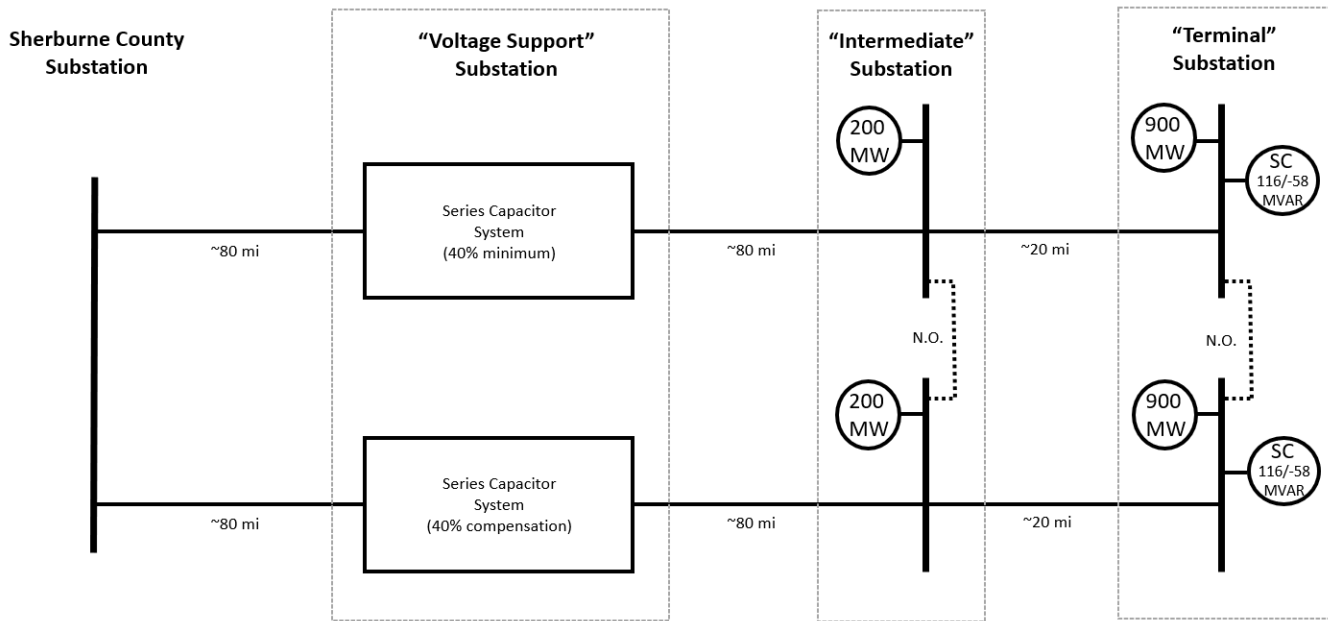 Sherburne County
Substation
“Voltage Support”
Substation
“Intermediate”
Substation
“Terminal”
Substation
200
MW
900
MW
SC
116/-58
MVAR
Series Capacitor
System
(40% minimum)
~80 mi
~80 mi
~20 mi
N.O.
N.O.
200
MW
900
MW
SC
116/-58
MVAR
Series Capacitor
System
(40% compensation)
~80 mi
~80 mi
~20 mi